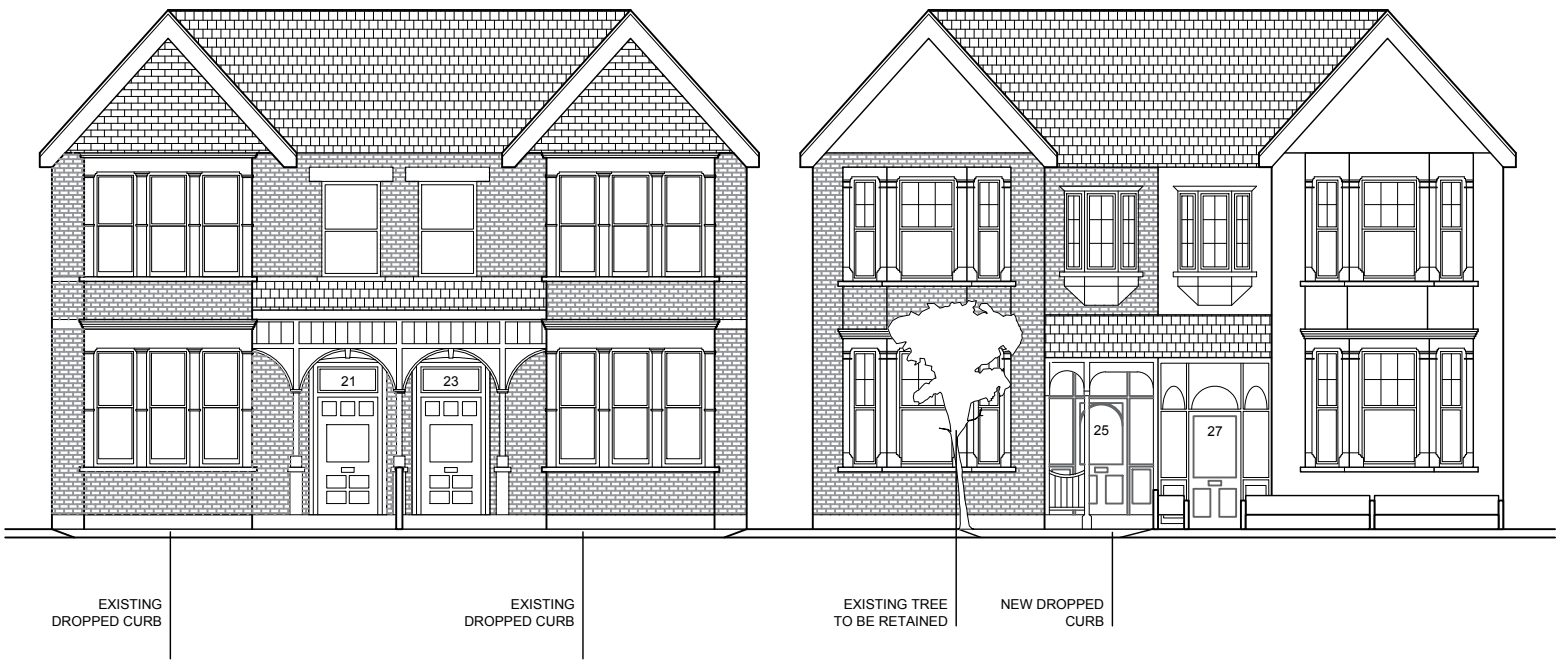 21
23
25
27
EXISTING
DROPPED CURB
EXISTING
DROPPED CURB
EXISTING TREE
TO BE RETAINED
NEW DROPPED
CURB